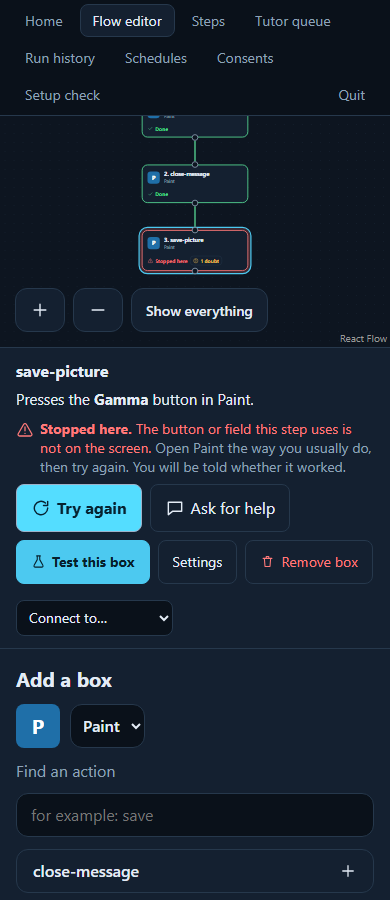 Home
Flow editor
Steps
Tutor queue
Run history
Schedules
Consents
Setup check
Quit
Paint
Done
P
2. close-message
Paint
Done
P
3. save-picture
Paint
Stopped here
1 doubt
Show everything
React Flow
save-picture
Presses the Gamma button in Paint.
Stopped here. The button or field this step uses is
not on the screen. Open Paint the way you usually do,
then try again. You will be told whether it worked.
Try again
Ask for help
Test this box
Settings
Remove box
Connect to...
Add a box
P
Paint
Find an action
for example: save
close-message